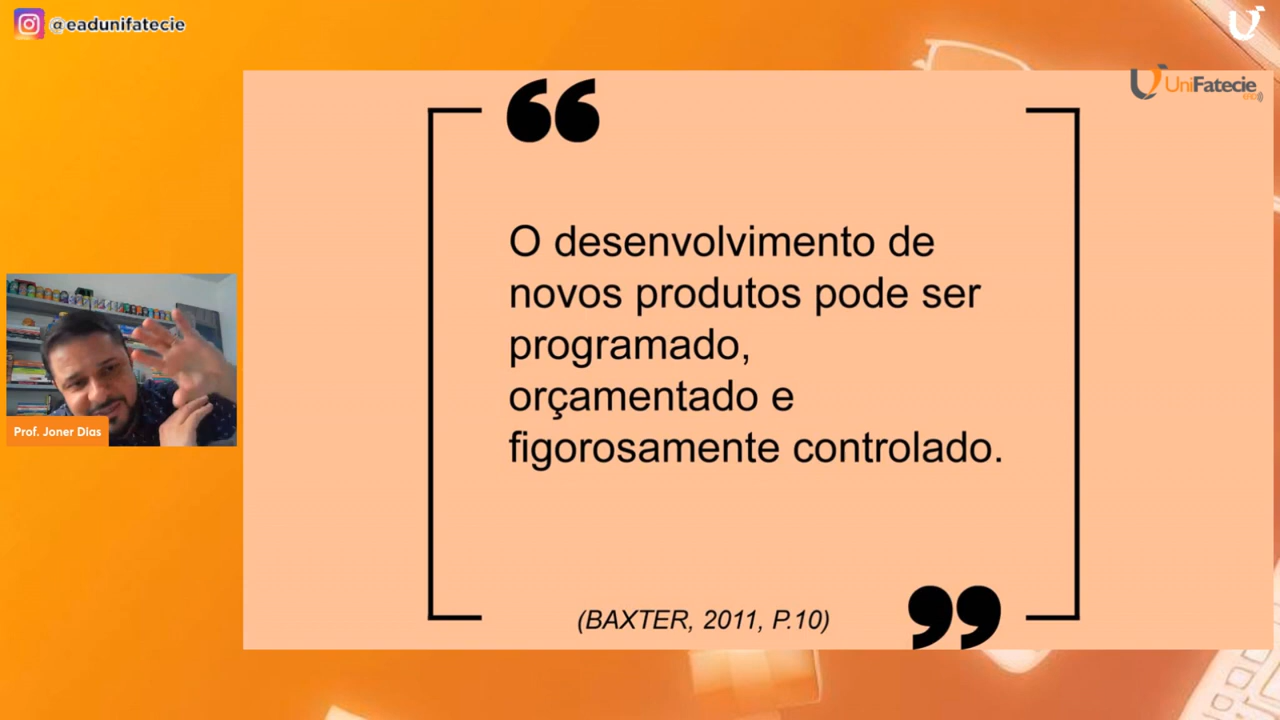 @eadunifatecie
UniFatecie
“
O desenvolvimento de
novos produtos pode ser
programado,
orçamentado e
figorosamente controlado.
(BAXTER, 2011, P.10)
”
Prof. Joner Dias